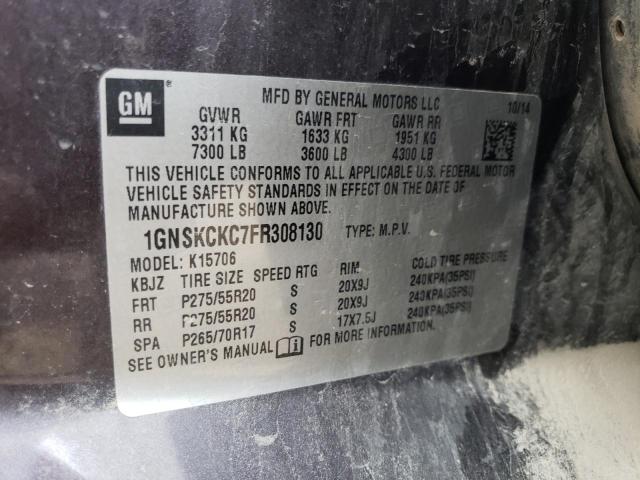 GM ®
MFD BY GENERAL MOTORS LLC 10/14
GVWR GAWR FRT GAWR RR
3311 KG 1633 KG 1951 KG
7300 LB 3600 LB 4300 LB
THIS VEHICLE CONFORMS TO ALL APPLICABLE U.S. FEDERAL MOTOR
VEHICLE SAFETY STANDARDS IN EFFECT ON THE DATE OF
MANUFACTURE SHOWN ABOVE.
1GNSKCKC7FR308130 TYPE: M.P.V.
MODEL: K15706
KBJZ TIRE SIZE SPEED RTG RIM COLD TIRE PRESSURE
FRT P275/55R20 S 20X9J 240KPA(35PSI)
RR P275/55R20 S 20X9J 240KPA(35PSI)
SPA P265/70R17 S 17X7.5J 240KPA(35PSI)
SEE OWNER'S MANUAL FOR MORE INFORMATION.